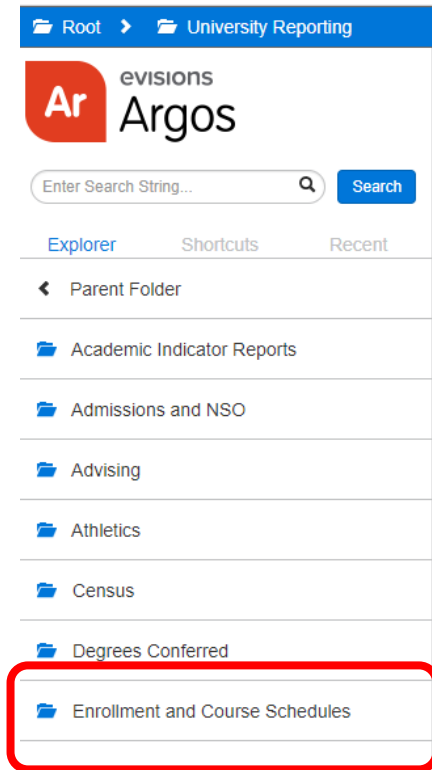 Root University Reporting
Ar evisions
Argos
Enter Search String... Search
Explorer Shortcuts Recent
Parent Folder
Academic Indicator Reports
Admissions and NSO
Advising
Athletics
Census
Degrees Conferred
Enrollment and Course Schedules